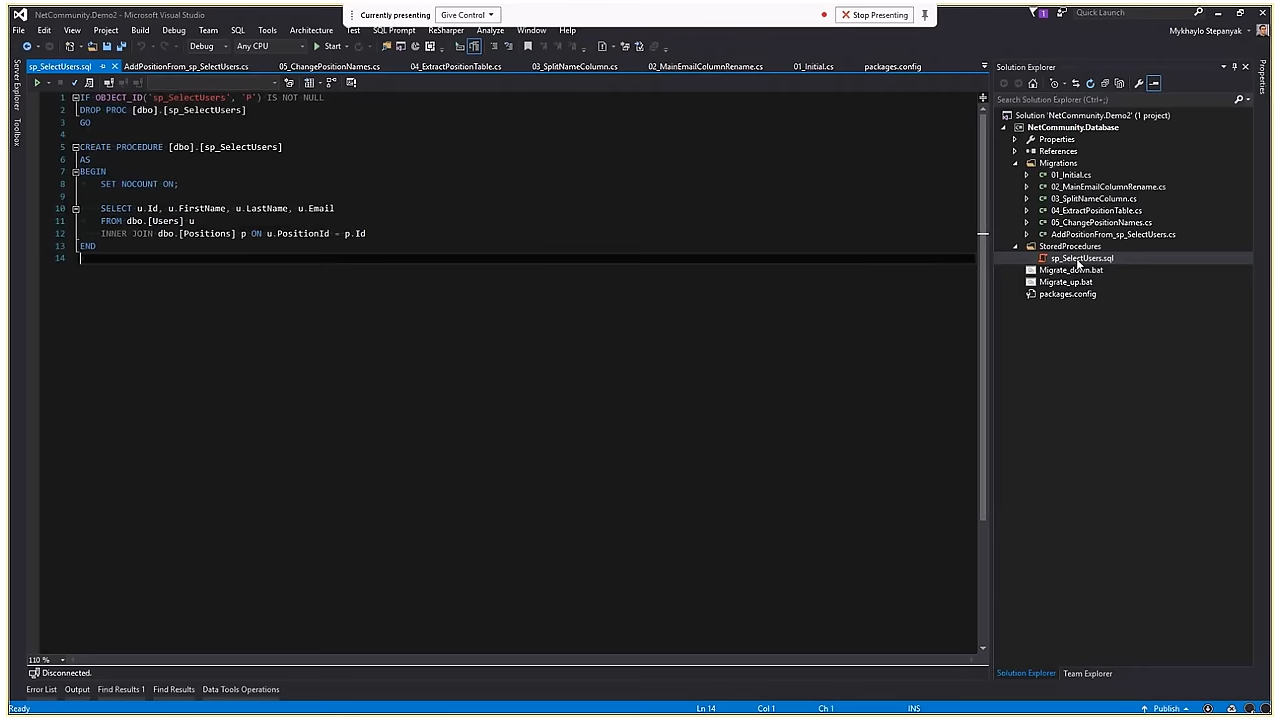 NetCommunity.Demo2 - Microsoft Visual Studio
Currently presenting
Give Control
Stop Presenting
1
Quick Launch
File Edit View Project Build Debug Team SQL Tools Architecture Test SQL Prompt ReSharper Analyze Window Help
Mykhaylo Stepanyak
Debug
Any CPU
Start
sp_SelectUsers.sql
AddPositionFrom_sp_SelectUsers.cs
05_ChangePositionNames.cs
04_ExtractPositionTable.cs
03_SplitNameColumn.cs
02_MainEmailColumnRename.cs
01_Initial.cs
packages.config
Server Explorer
Toolbox
1 IF OBJECT_ID('sp_SelectUsers', 'P') IS NOT NULL
2 DROP PROC [dbo].[sp_SelectUsers]
3 GO
4
5 CREATE PROCEDURE [dbo].[sp_SelectUsers]
6 AS
7 BEGIN
8 SET NOCOUNT ON;
9
10 SELECT u.Id, u.FirstName, u.LastName, u.Email
11 FROM dbo.[Users] u
12 INNER JOIN dbo.[Positions] p ON u.PositionId = p.Id
13 END
14
110 %
Disconnected.
Error List Output Find Results 1 Find Results Data Tools Operations
Ready
Ln 14 Col 1 Ch 1 INS
Publish
Solution Explorer
Search Solution Explorer (Ctrl+;)
Solution 'NetCommunity.Demo2' (1 project)
NetCommunity.Database
Properties
References
Migrations
01_Initial.cs
02_MainEmailColumnRename.cs
03_SplitNameColumn.cs
04_ExtractPositionTable.cs
05_ChangePositionNames.cs
AddPositionFrom_sp_SelectUsers.cs
StoredProcedures
sp_SelectUsers.sql
Migrate_down.bat
Migrate_up.bat
packages.config
Solution Explorer Team Explorer
Properties